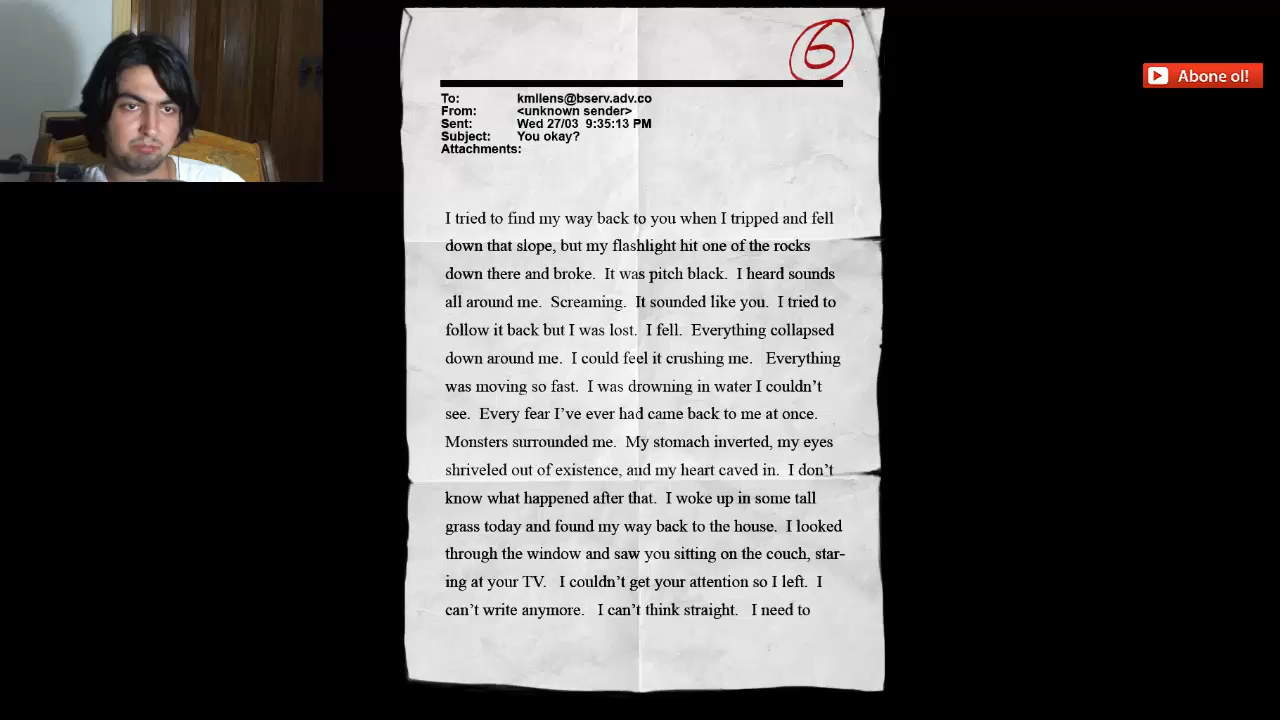 6
Abone ol!
To: kmllens@bserv.adv.co
From: <unknown sender>
Sent: Wed 27/03 9:35:13 PM
Subject: You okay?
Attachments:
I tried to find my way back to you when I tripped and fell
down that slope, but my flashlight hit one of the rocks
down there and broke. It was pitch black. I heard sounds
all around me. Screaming. It sounded like you. I tried to
follow it back but I was lost. I fell. Everything collapsed
down around me. I could feel it crushing me. Everything
was moving so fast. I was drowning in water I couldn't
see. Every fear I've ever had came back to me at once.
Monsters surrounded me. My stomach inverted, my eyes
shriveled out of existence, and my heart caved in. I don't
know what happened after that. I woke up in some tall
grass today and found my way back to the house. I looked
through the window and saw you sitting on the couch, star-
ing at your TV. I couldn't get your attention so I left. I
can't write anymore. I can't think straight. I need to